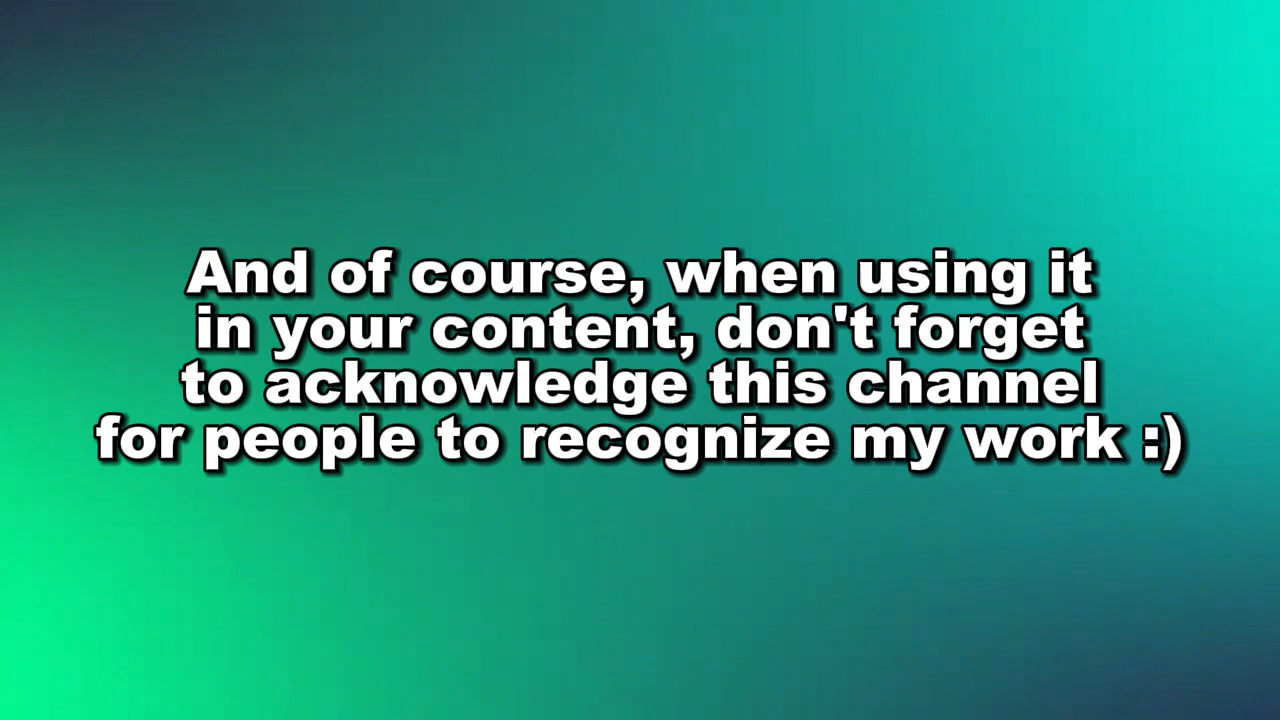 And of course, when using it
in your content, don't forget
to acknowledge this channel
for people to recognize my work :)